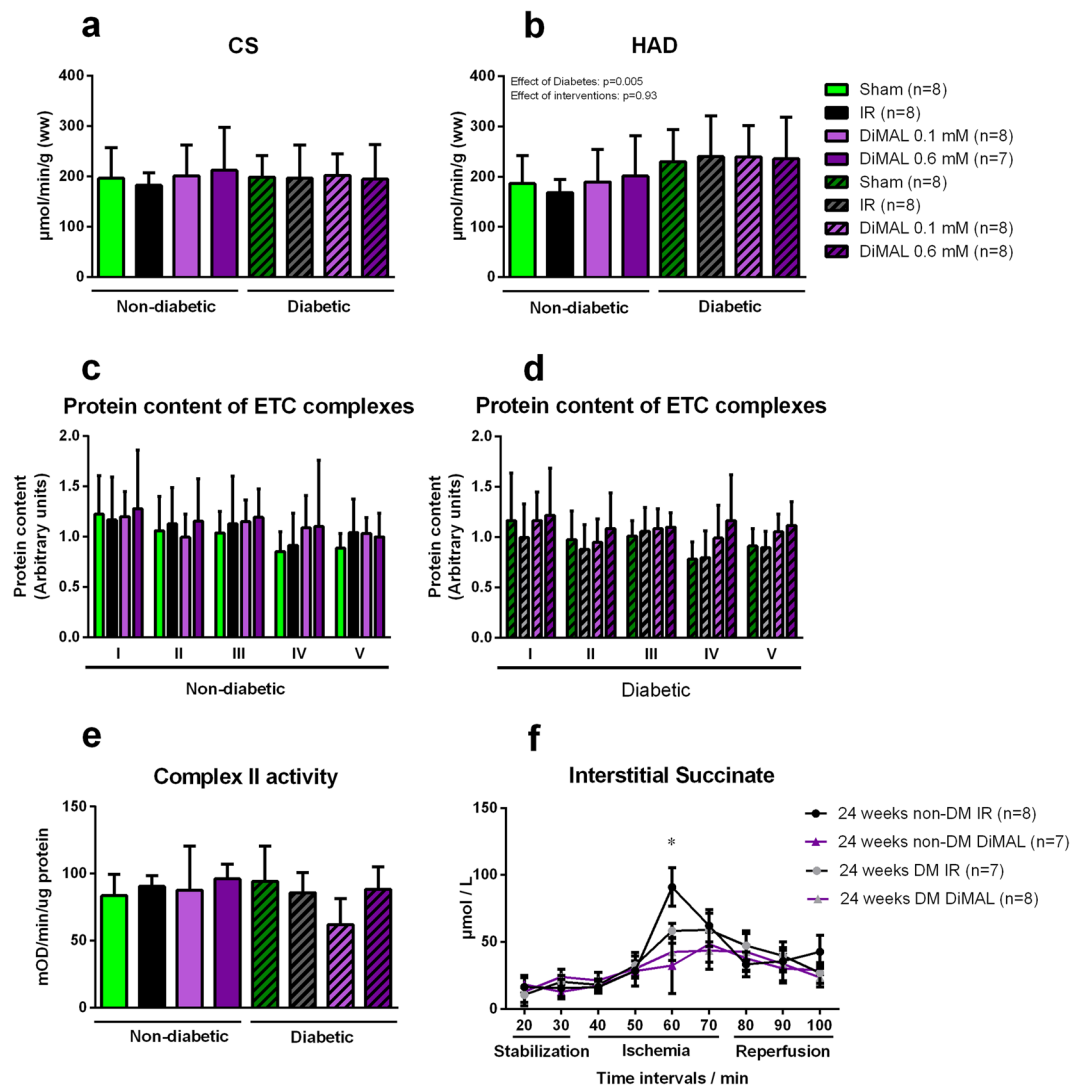 a
CS
400
300
200
100
0
μmol/min/g (ww)
Non-diabetic
Diabetic
b
HAD
Effect of Diabetes: p=0.005
Effect of interventions: p=0.93
400
300
200
100
0
μmol/min/g (ww)
Non-diabetic
Diabetic
Sham (n=8)
IR (n=8)
DiMAL 0.1 mM (n=8)
DiMAL 0.6 mM (n=7)
Sham (n=8)
IR (n=8)
DiMAL 0.1 mM (n=8)
DiMAL 0.6 mM (n=8)
c
Protein content of ETC complexes
2.0
1.5
1.0
0.5
0.0
Protein content
(Arbitrary units)
I II III IV V
Non-diabetic
d
Protein content of ETC complexes
2.0
1.5
1.0
0.5
0.0
Protein content
(Arbitrary units)
I II III IV V
Diabetic
e
Complex II activity
150
100
50
0
mOD/min/ug protein
Non-diabetic
Diabetic
f
Interstitial Succinate
150
100
50
0
μmol / L
*
20 30 40 50 60 70 80 90 100
Stabilization Ischemia Reperfusion
Time intervals / min
24 weeks non-DM IR (n=8)
24 weeks non-DM DiMAL (n=7)
24 weeks DM IR (n=7)
24 weeks DM DiMAL (n=8)